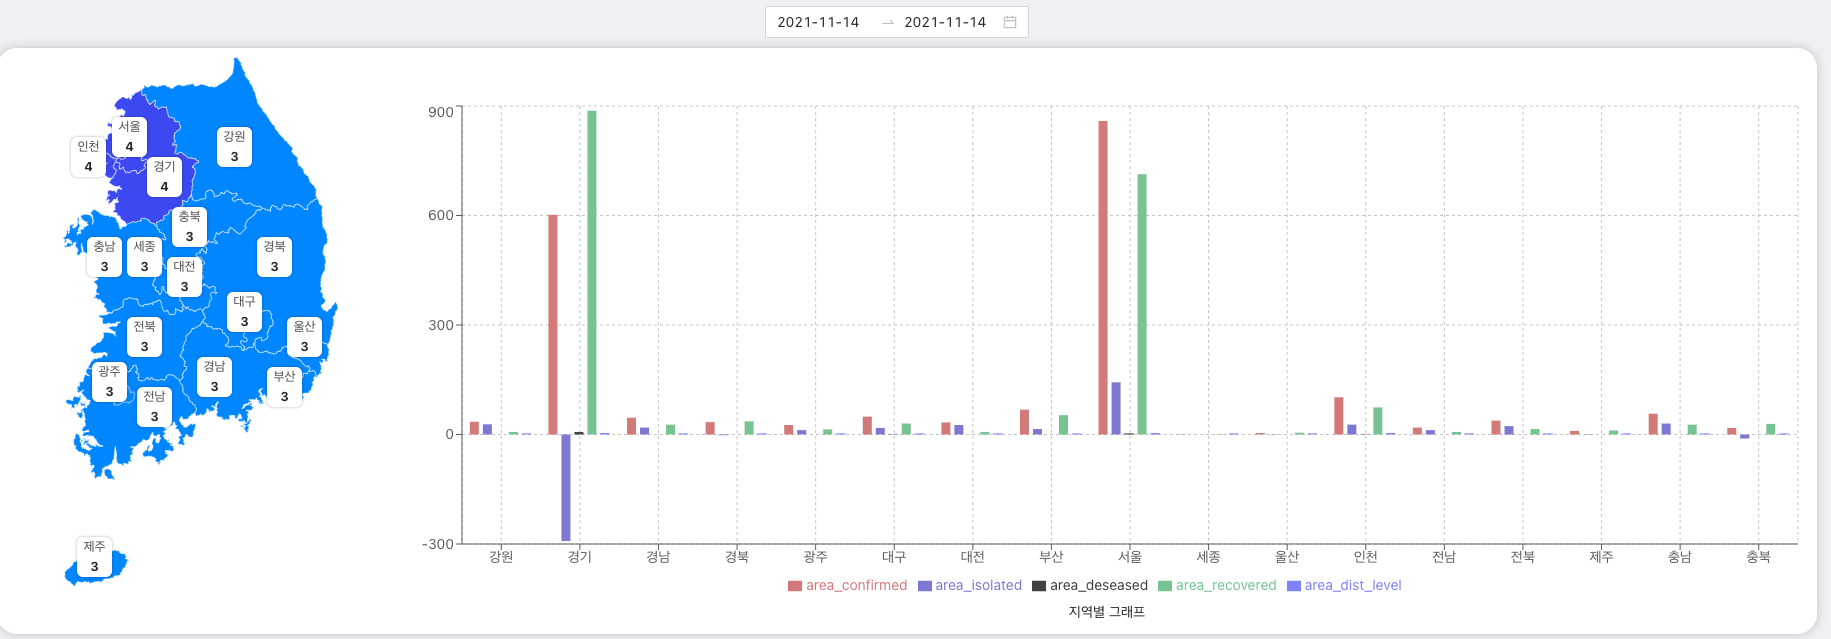 2021-11-14 → 2021-11-14
서울
4
인천
4
강원
3
경기
4
충북
3
충남
3
세종
3
경북
3
대전
3
대구
3
전북
3
울산
3
광주
3
경남
3
부산
3
전남
3
제주
3
900
600
300
0
-300
강원 경기 경남 경북 광주 대구 대전 부산 서울 세종 울산 인천 전남 전북 제주 충남 충북
area_confirmed area_isolated area_deseased area_recovered area_dist_level
지역별 그래프